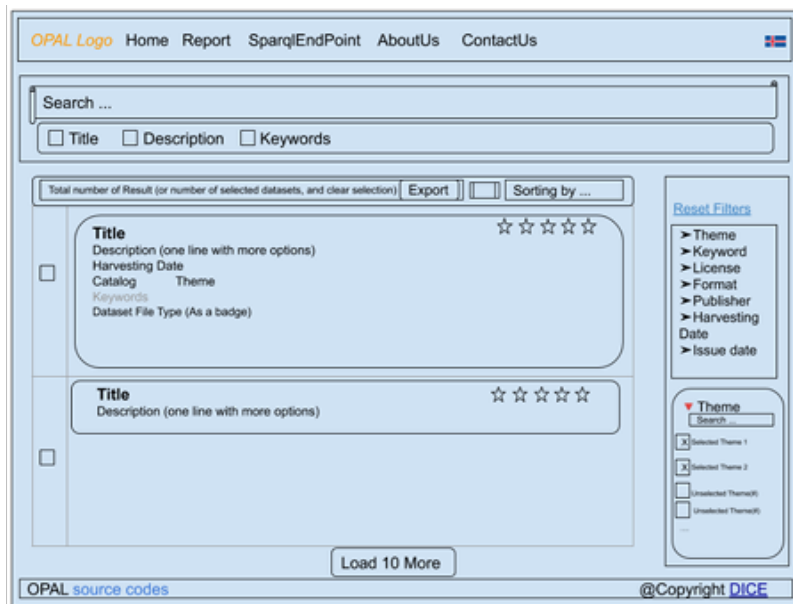 OPAL Logo Home Report SparqlEndPoint AboutUs ContactUs
Search ...
Title Description Keywords
Total number of Result (or number of selected datasets, and clear selection) Export Sorting by ...
Title
Description (one line with more options)
Harvesting Date
Catalog Theme
Keywords
Dataset File Type (As a badge)
Title
Description (one line with more options)
Load 10 More
Reset Filters
➤Theme
➤Keyword
➤License
➤Format
➤Publisher
➤Harvesting
Date
➤Issue date
Theme
Search ...
X Selected Theme 1
X Selected Theme 2
Unselected Theme(#)
Unselected Theme(#)
...
OPAL source codes @Copyright DICE